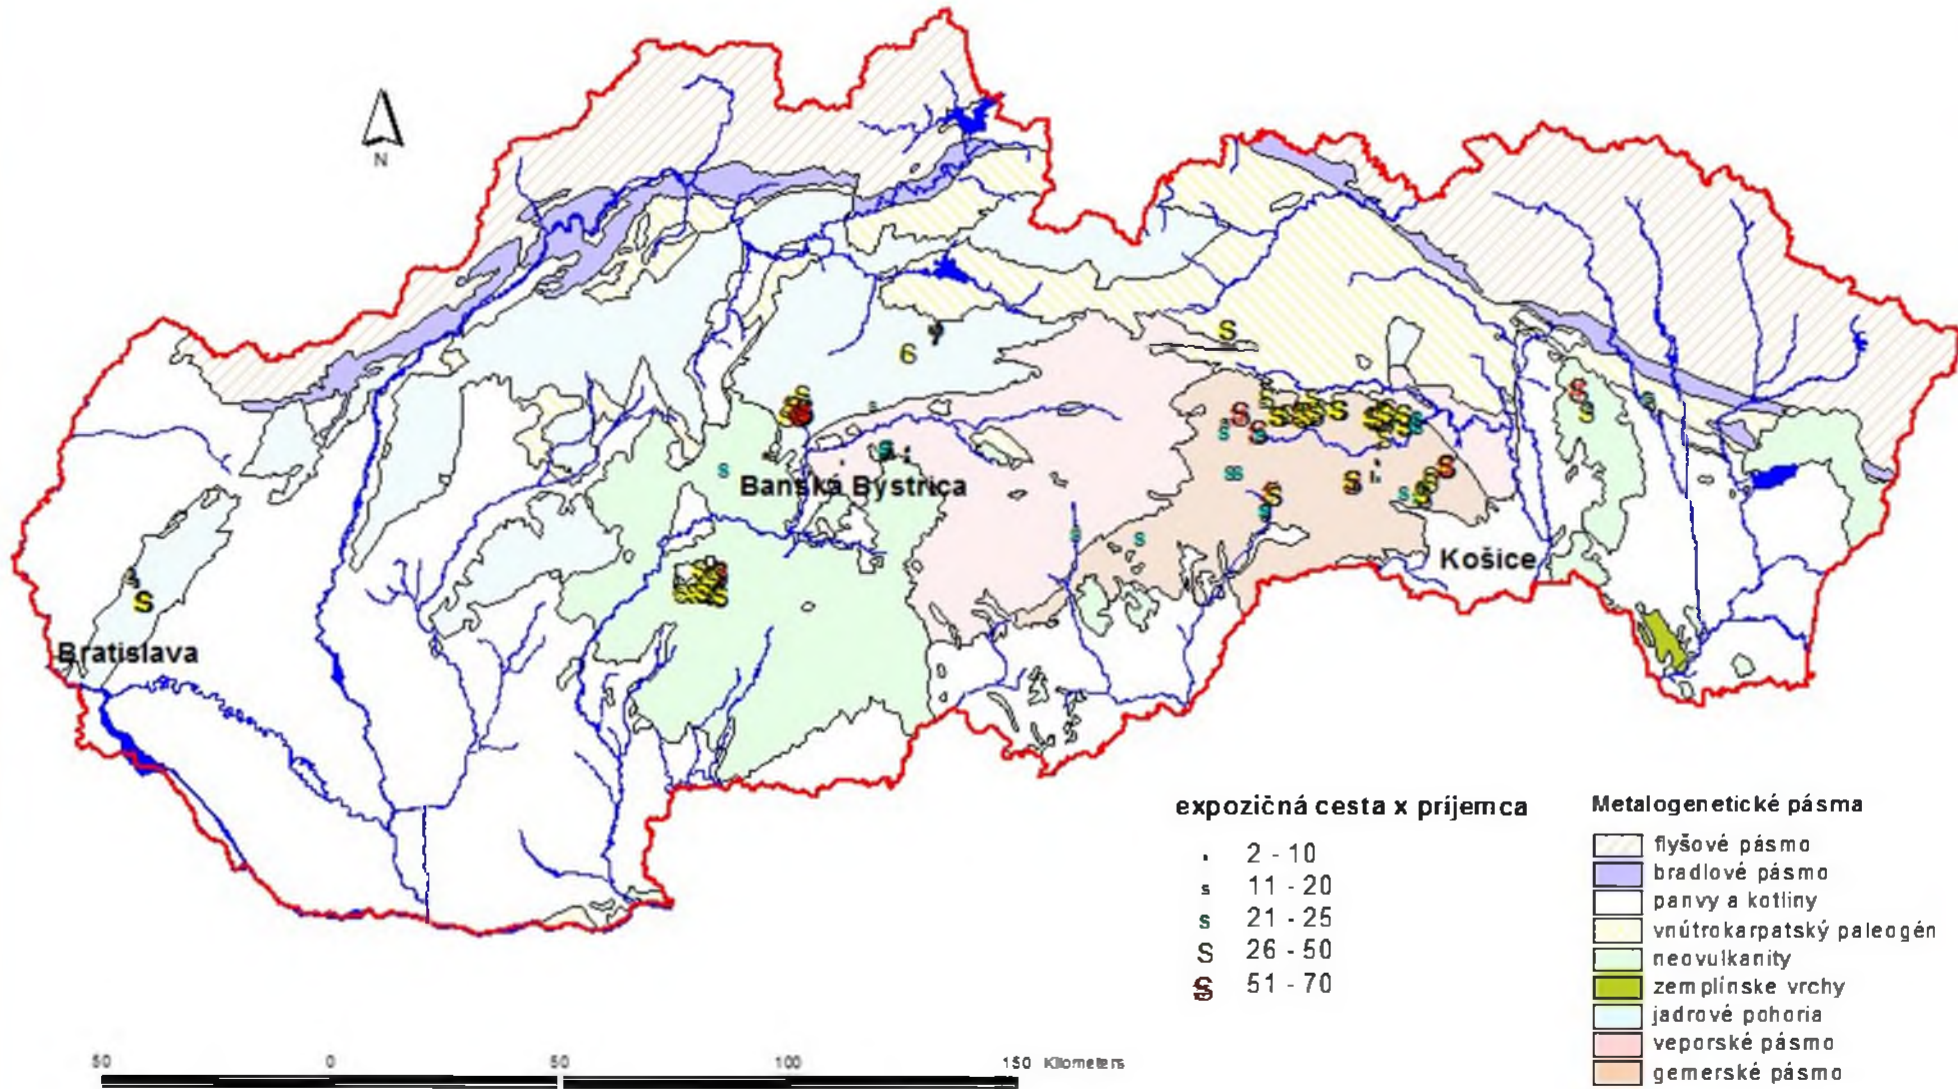 N
Banská Bystrica
Košice
Bratislava
expozičná cesta x príjemca
2 - 10
s 11 - 20
s 21 - 25
S 26 - 50
S 51 - 70
Metalogenetické pásma
flyšové pásmo
bradlové pásmo
panvy a kotliny
vnútrokarpatský paleogén
neovulkanity
zemplínske vrchy
jadrové pohoria
veporské pásmo
gemerské pásmo
50 0 50 100 150 Kilometers